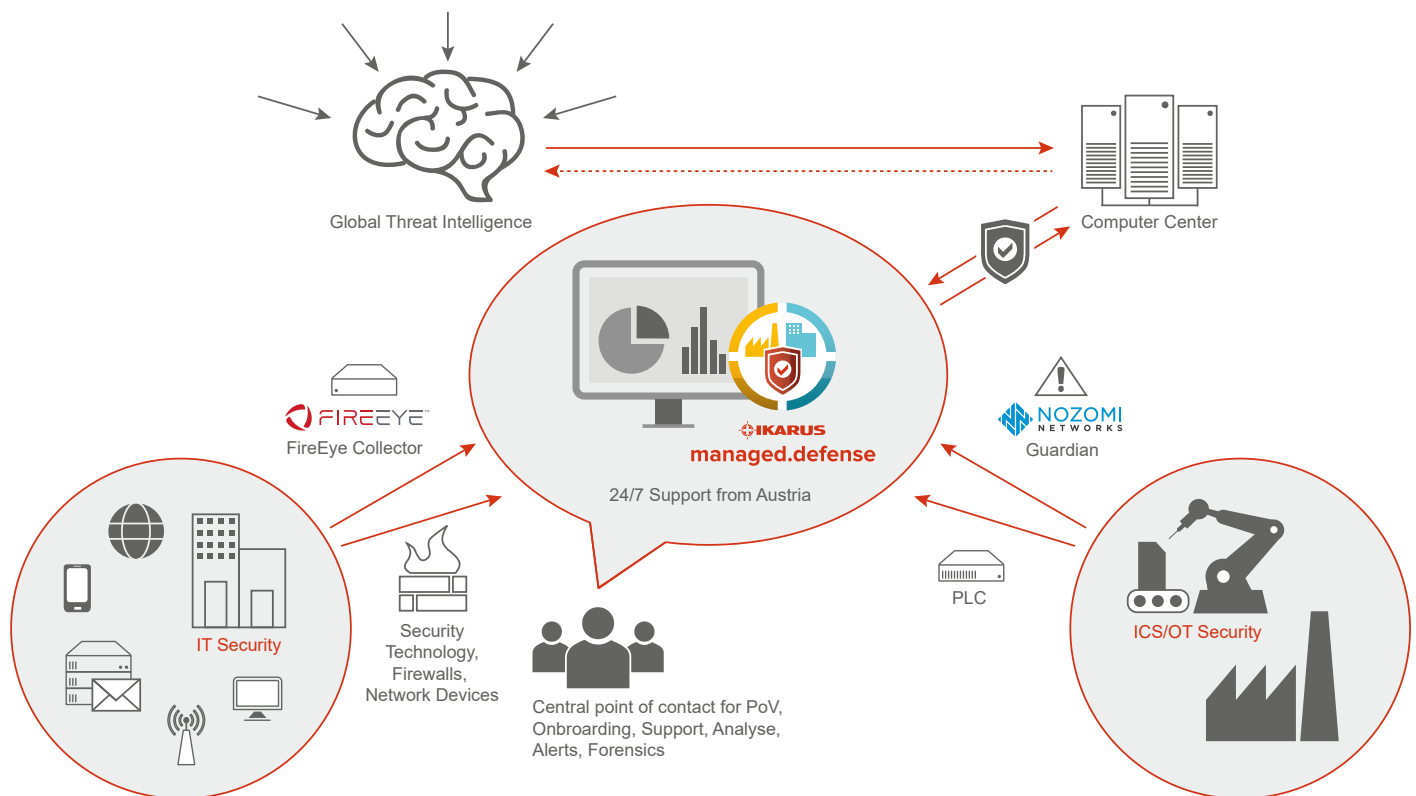 Global Threat Intelligence
Computer Center
FIREEYE™
FireEye Collector
IKARUS
managed.defense
24/7 Support from Austria
NOZOMI
NETWORKS
Guardian
IT Security
Security
Technology,
Firewalls,
Network Devices
PLC
ICS/OT Security
Central point of contact for PoV,
Onbroarding, Support, Analyse,
Alerts, Forensics